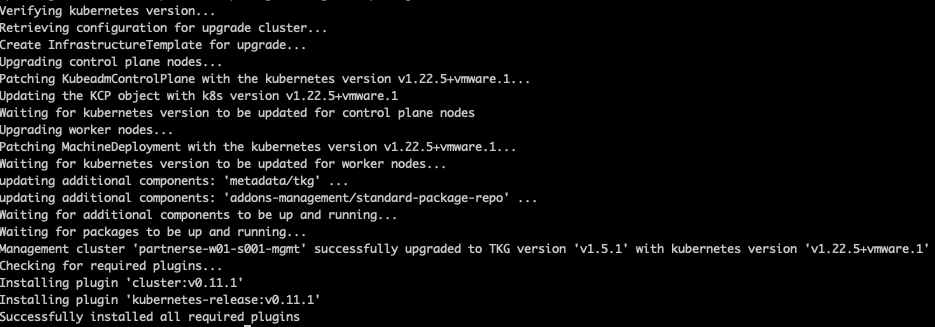 Verifying kubernetes version...
Retrieving configuration for upgrade cluster...
Create InfrastructureTemplate for upgrade...
Upgrading control plane nodes...
Patching KubeadmControlPlane with the kubernetes version v1.22.5+vmware.1...
Updating the KCP object with k8s version v1.22.5+vmware.1
Waiting for kubernetes version to be updated for control plane nodes
Upgrading worker nodes...
Patching MachineDeployment with the kubernetes version v1.22.5+vmware.1...
Waiting for kubernetes version to be updated for worker nodes...
updating additional components: 'metadata/tkg' ...
updating additional components: 'addons-management/standard-package-repo' ...
Waiting for additional components to be up and running...
Waiting for packages to be up and running...
Management cluster 'partnerse-w01-s001-mgmt' successfully upgraded to TKG version 'v1.5.1' with kubernetes version 'v1.22.5+vmware.1'
Checking for required plugins...
Installing plugin 'cluster:v0.11.1'
Installing plugin 'kubernetes-release:v0.11.1'
Successfully installed all required plugins